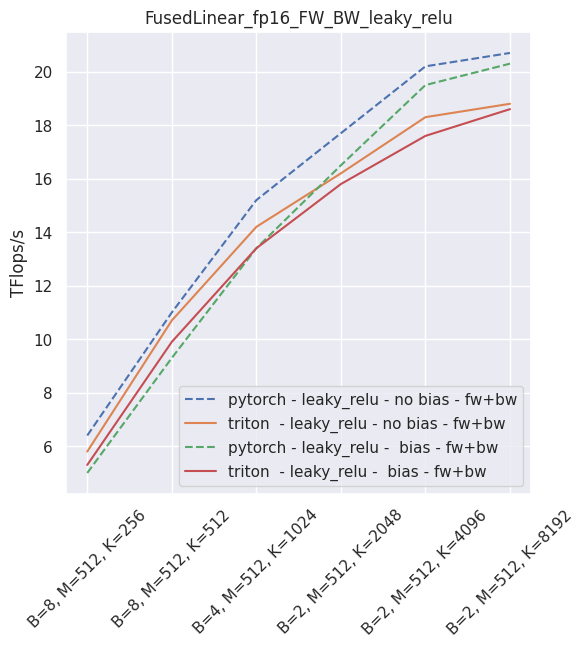 FusedLinear_fp16_FW_BW_leaky_relu
TFlops/s
20
18
16
14
12
10
8
6
pytorch - leaky_relu - no bias - fw+bw
triton  - leaky_relu - no bias - fw+bw
pytorch - leaky_relu -  bias - fw+bw
triton  - leaky_relu -  bias - fw+bw
B=8, M=512, K=256
B=8, M=512, K=512
B=4, M=512, K=1024
B=2, M=512, K=2048
B=2, M=512, K=4096
B=2, M=512, K=8192